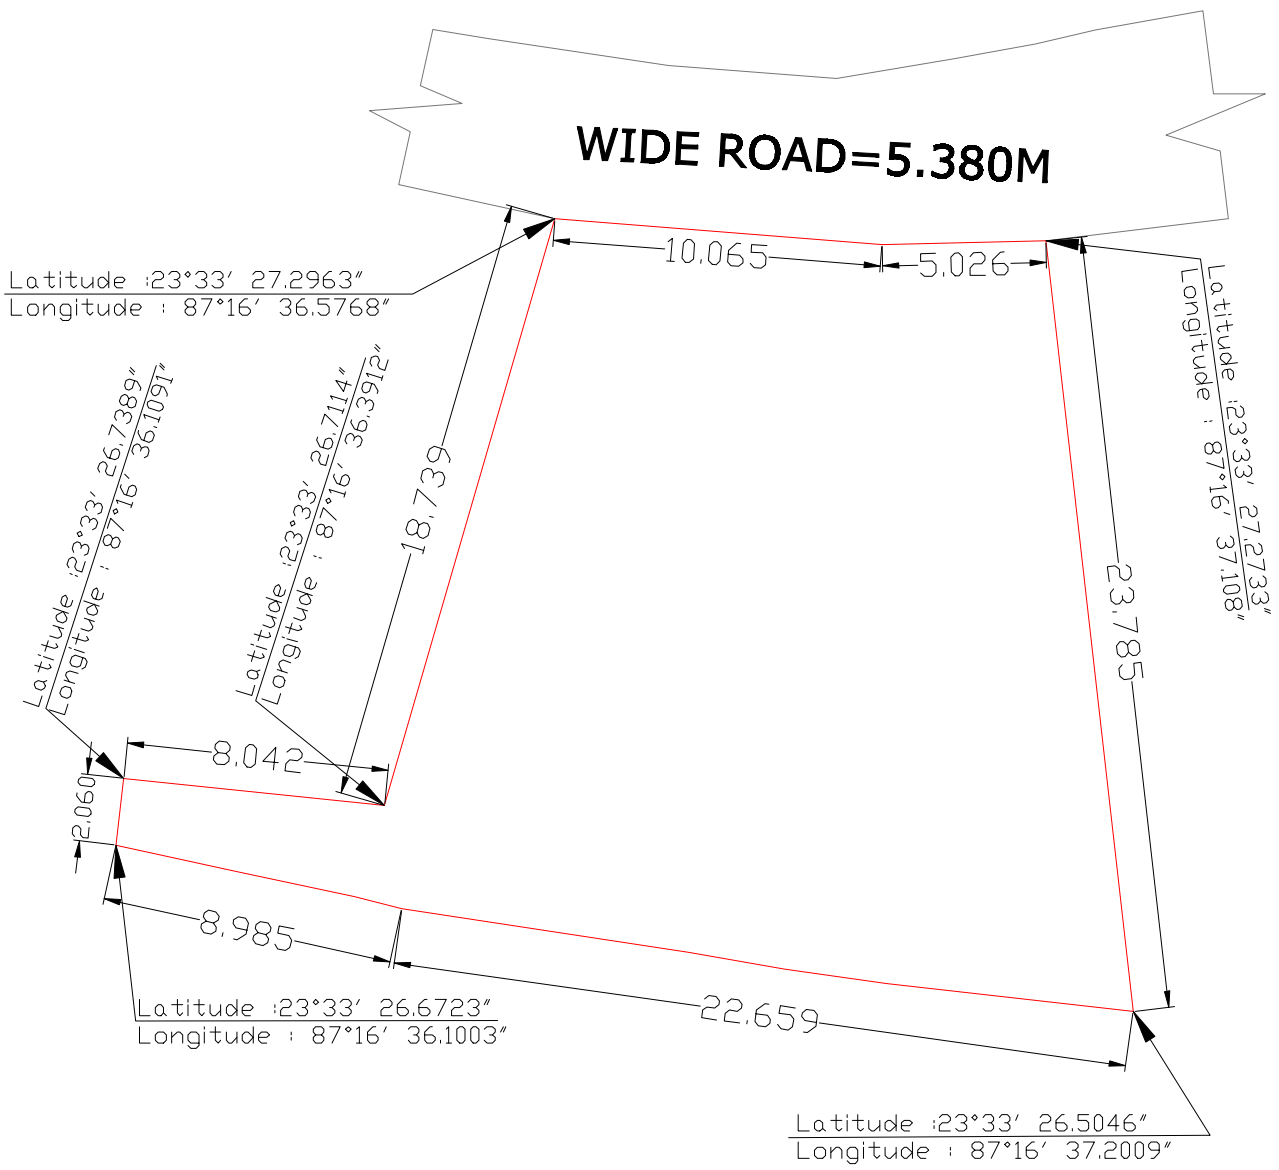 WIDE ROAD=5.380M
10.065
5.026
Latitude :23°33' 27.2963"
Longitude : 87°16' 36.5768"
Latitude :23°33' 27.2733"
Longitude : 87°16' 37.108"
Latitude :23°33' 26.7389"
Longitude : 87°16' 36.1091"
Latitude :23°33' 26.7114"
Longitude : 87°16' 36.3912"
18.739
23.785
8.042
2.060
8.985
22.659
Latitude :23°33' 26.6723"
Longitude : 87°16' 36.1003"
Latitude :23°33' 26.5046"
Longitude : 87°16' 37.2009"